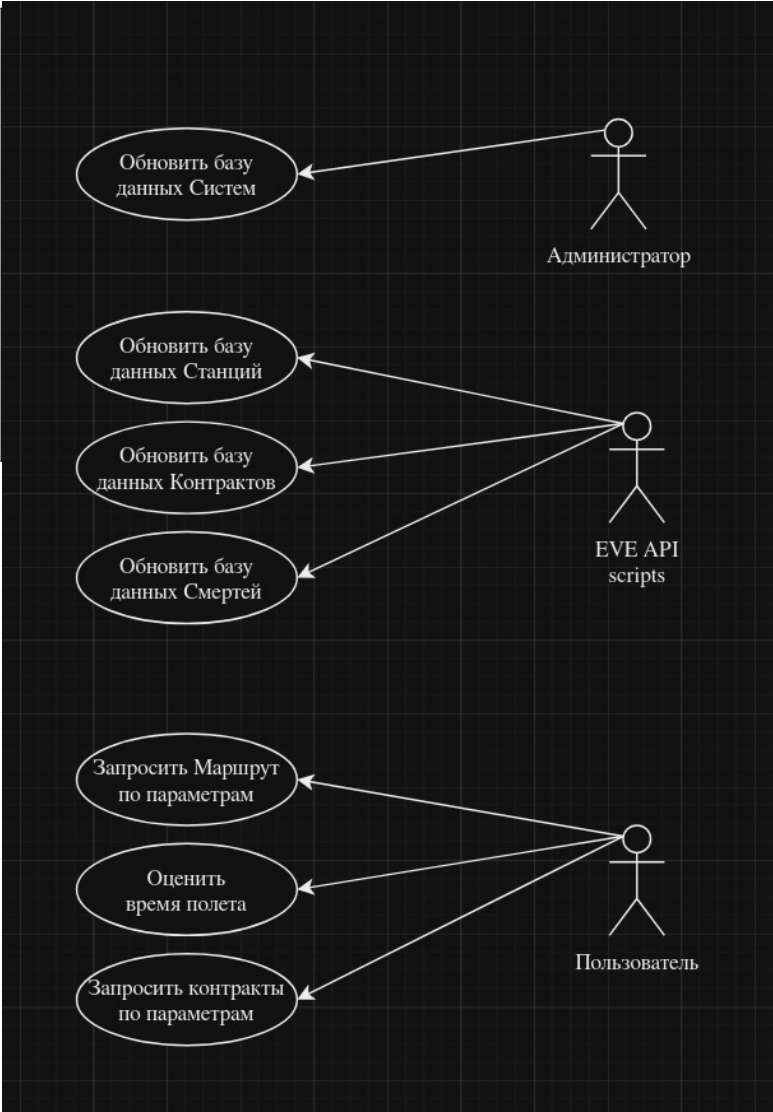 Обновить базу
данных Систем
Администратор
Обновить базу
данных Станций
Обновить базу
данных Контрактов
Обновить базу
данных Смертей
EVE API
scripts
Запросить Маршрут
по параметрам
Оценить
время полета
Запросить контракты
по параметрам
Пользователь